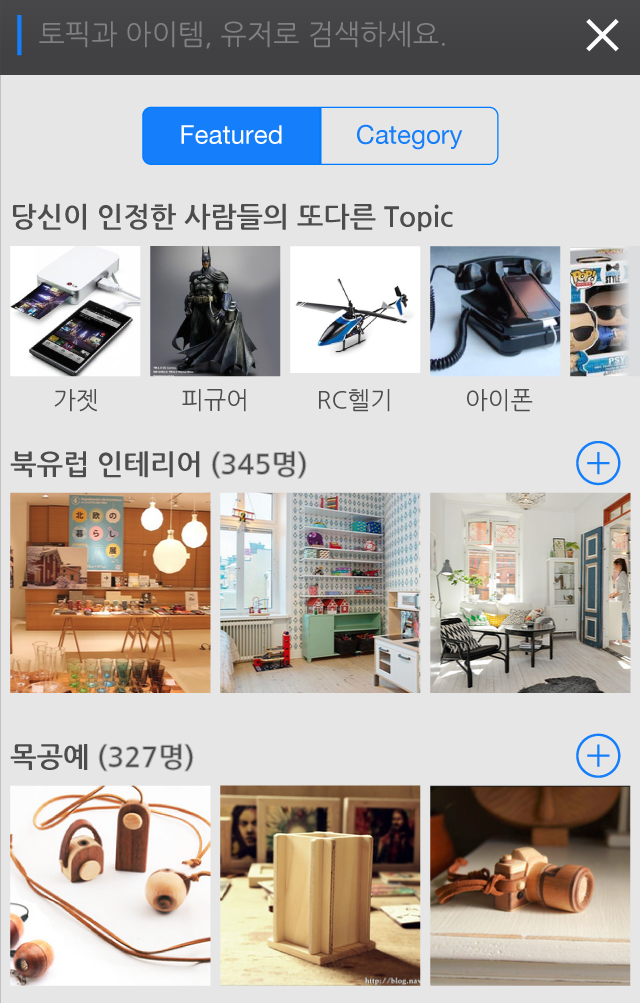 토픽과 아이템, 유저로 검색하세요.
Featured
Category
당신이 인정한 사람들의 또다른 Topic
POP!
PSY
가젯
피규어
RC헬기
아이폰
북유럽 인테리어 (345명)
北欧の
暮らし
展
목공예 (327명)
http://blog.nav